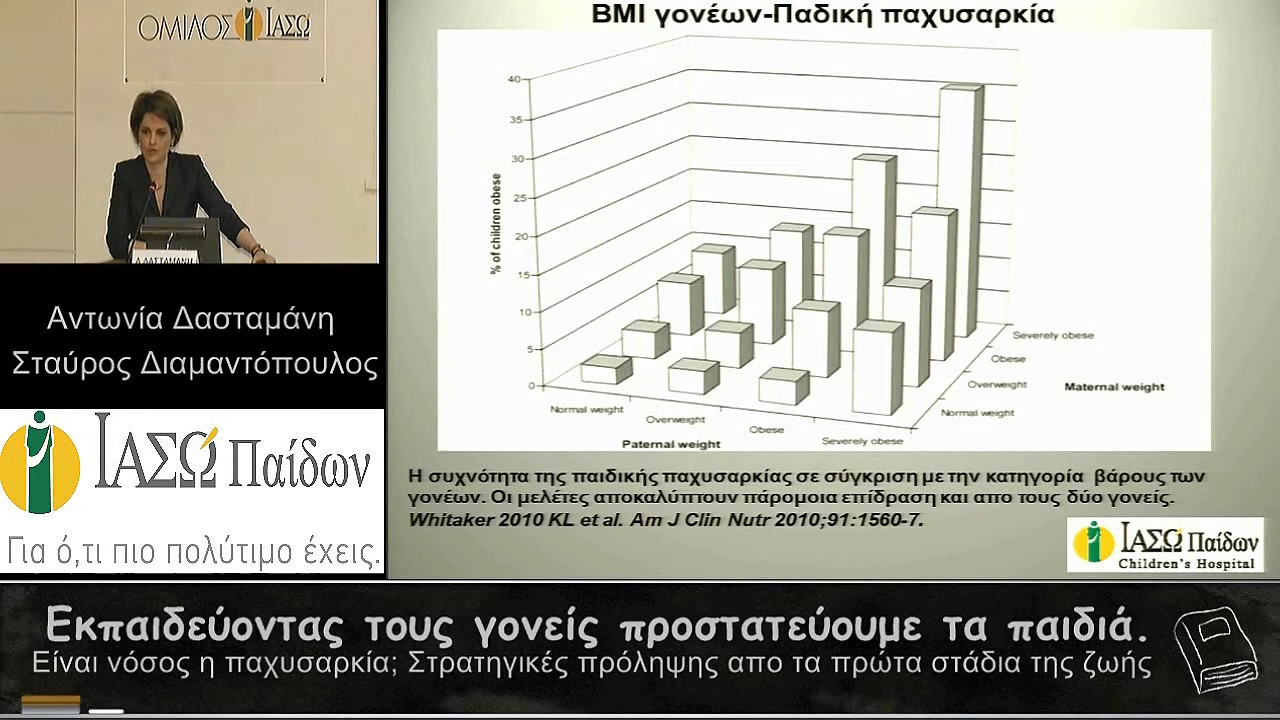 ΟΜΙΛΟΣ ΙΑΣΩ
Δ ΔΑΣΤΑΜΑΝΗ
Αντωνία Δασταμάνη
Σταύρος Διαμαντόπουλος
ΙΑΣΩ Παίδων
Για ό,τι πιο πολύτιμο έχεις.
BMI γονέων-Παδική παχυσαρκία
% of children obese
40
35
30
25
20
15
10
5
0
Normal weight
Overweight
Obese
Severely obese
Paternal weight
Severely obese
Obese
Overweight
Normal weight
Maternal weight
Η συχνότητα της παιδικής παχυσαρκίας σε σύγκριση με την κατηγορία βάρους των
γονέων. Οι μελέτες αποκαλύπτουν πάρομοια επίδραση και απο τους δύο γονείς.
Whitaker 2010 KL et al. Am J Clin Nutr 2010;91:1560-7.
ΙΑΣΩ Παίδων
Children's Hospital
Εκπαιδεύοντας τους γονείς προστατεύουμε τα παιδιά.
Είναι νόσος η παχυσαρκία; Στρατηγικές πρόληψης απο τα πρώτα στάδια της ζωής